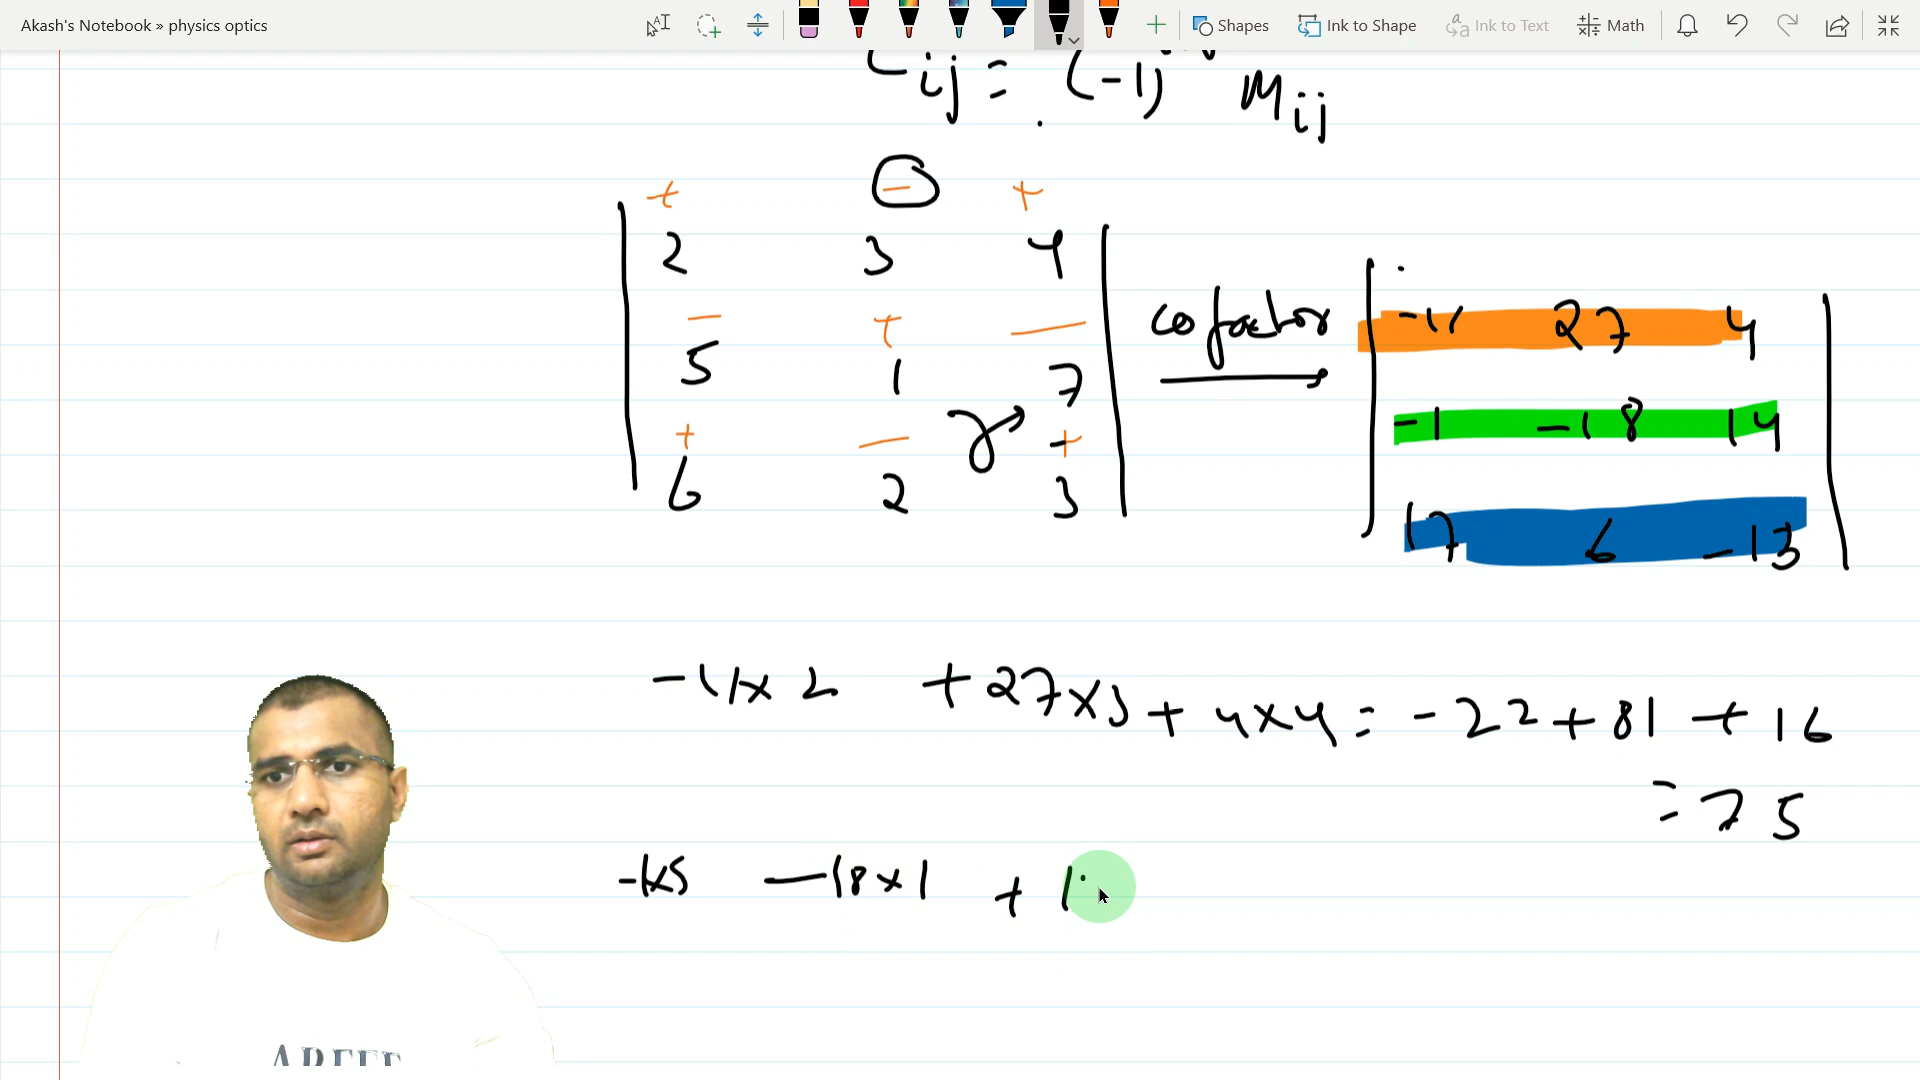 Akash's Notebook » physics optics
Shapes
Ink to Shape
Ink to Text
Math
ij = (-1) Mij
+ - +
2 3 4
- + -
5 1 7
+ - +
6 2 3
cofactor
-11 27 4
-1 -18 14
17 6 -13
-11×2 +27×3 + 4×4 = -22+81 + 16
= 75
-1×5 -18×1 + 1